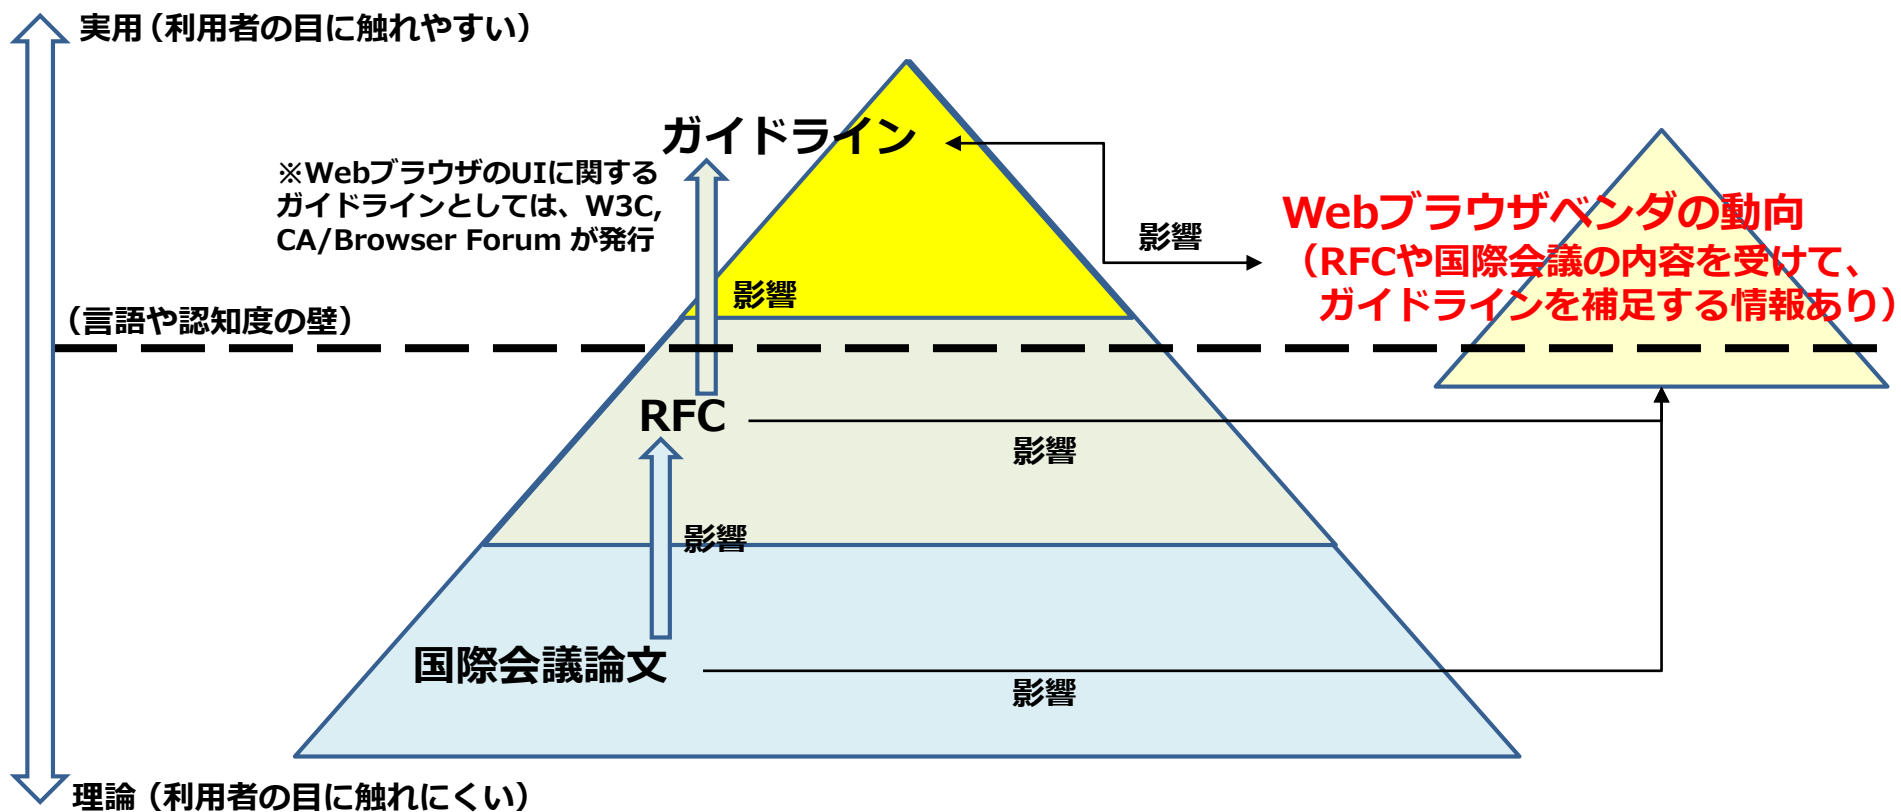 実用（利用者の目に触れやすい）
ガイドライン
※WebブラウザのUIに関する
ガイドラインとしては、W3C,
CA/Browser Forum が発行
影響
Webブラウザベンダの動向
（RFCや国際会議の内容を受けて、
ガイドラインを補足する情報あり）
影響
（言語や認知度の壁）
RFC
影響
影響
国際会議論文
影響
理論（利用者の目に触れにくい）